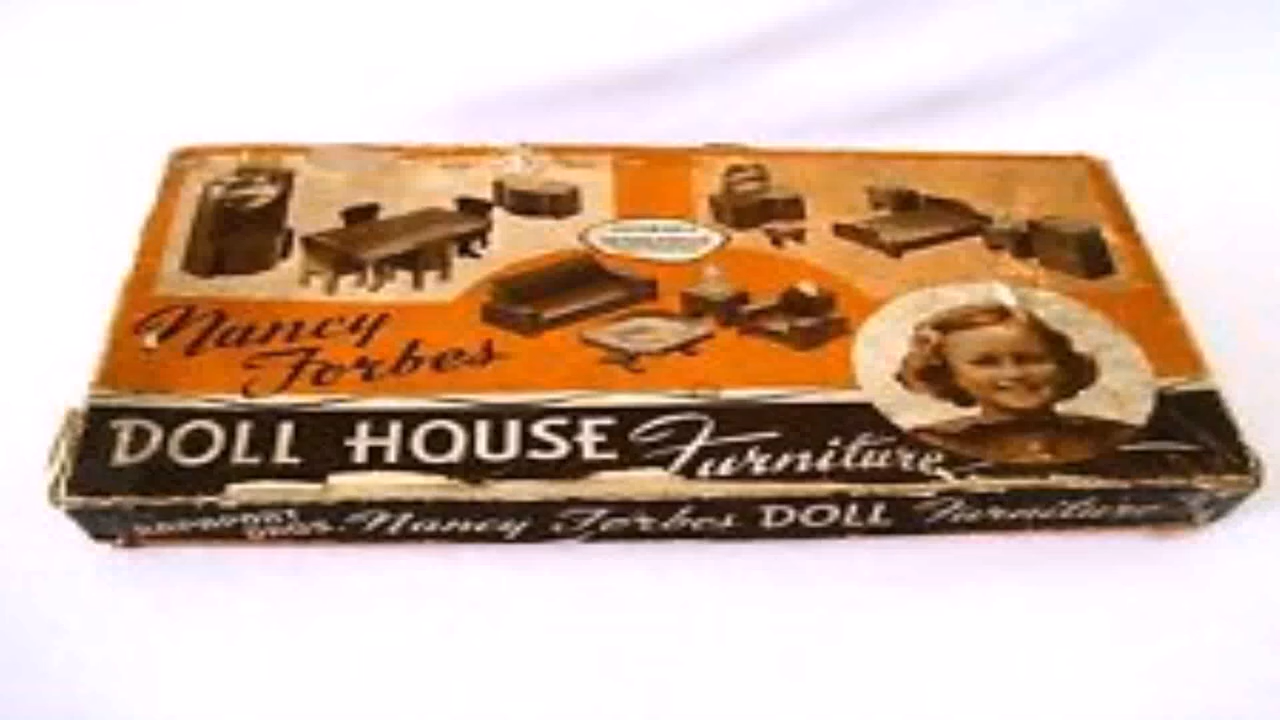 Nancy
Forbes
DOLL HOUSE Furniture
Nancy Forbes DOLL Furniture